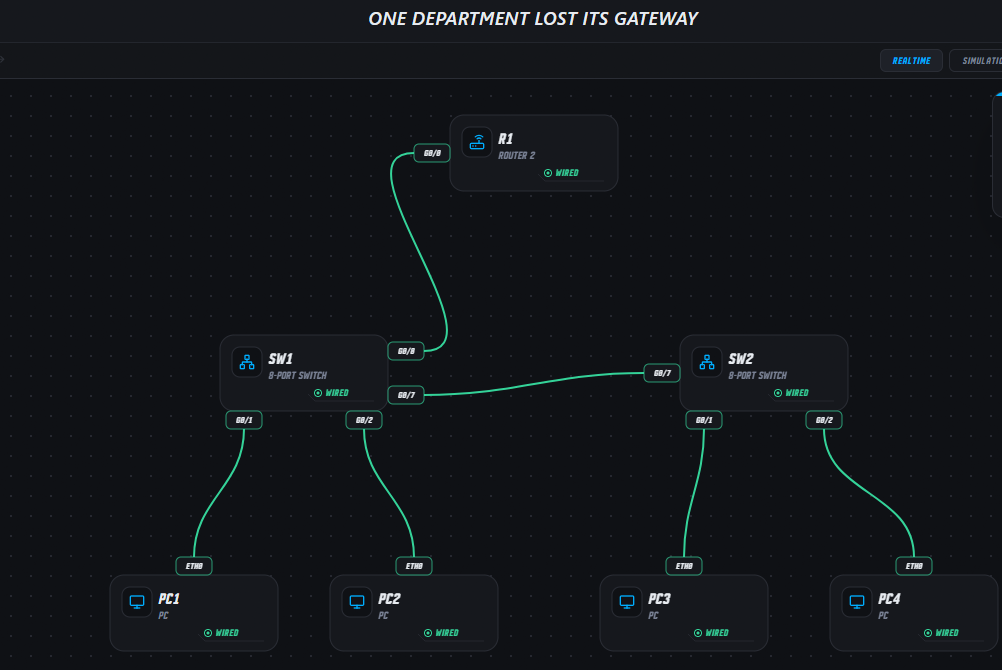 ONE DEPARTMENT LOST ITS GATEWAY
REALTIME
G0/0
R1
ROUTER 2
WIRED
SW1
8-PORT SWITCH
WIRED
G0/7
G0/1
G0/2
G0/7
SW2
8-PORT SWITCH
WIRED
G0/1
G0/2
ETH0
ETH0
ETH0
ETH0
PC1
PC
WIRED
PC2
PC
WIRED
PC3
PC
WIRED
PC4
PC
WIRED